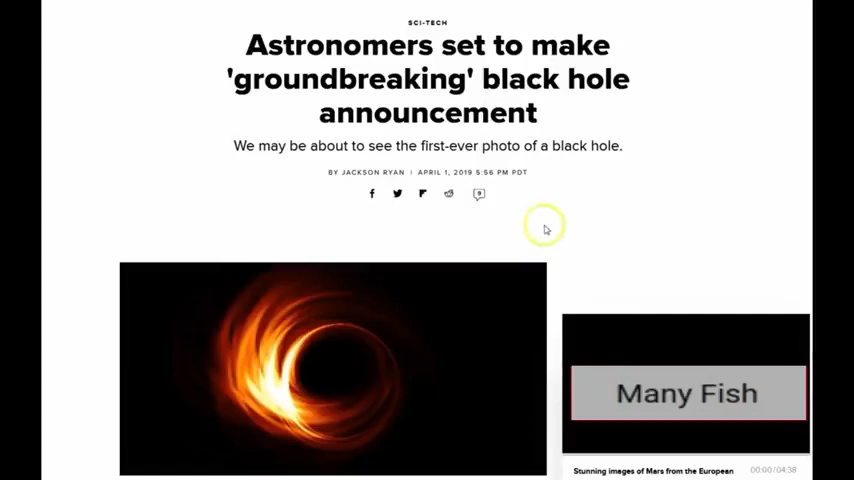 SCI-TECH
Astronomers set to make
'groundbreaking' black hole
announcement
We may be about to see the first-ever photo of a black hole.
BY JACKSON RYAN | APRIL 1, 2019 5:56 PM PDT
9
Many Fish
Stunning images of Mars from the European
00:00/04:38